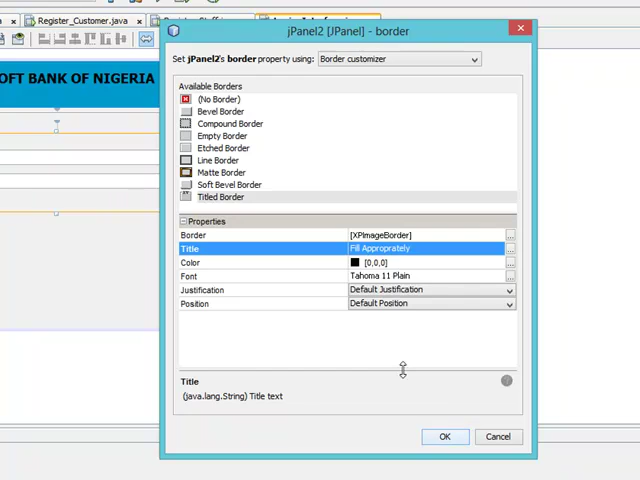 jPanel2 [JPanel] - border
Register_Customer.java
Set jPanel2's border property using: Border customizer
SOFT BANK OF NIGERIA
Available Borders
(No Border)
Bevel Border
Compound Border
Empty Border
Etched Border
Line Border
Matte Border
Soft Bevel Border
Titled Border
Properties
Border [XPImageBorder] ...
Title Fill Approprately ...
Color [0,0,0] ...
Font Tahoma 11 Plain ...
Justification Default Justification
Position Default Position
Title
(java.lang.String) Title text
OK Cancel